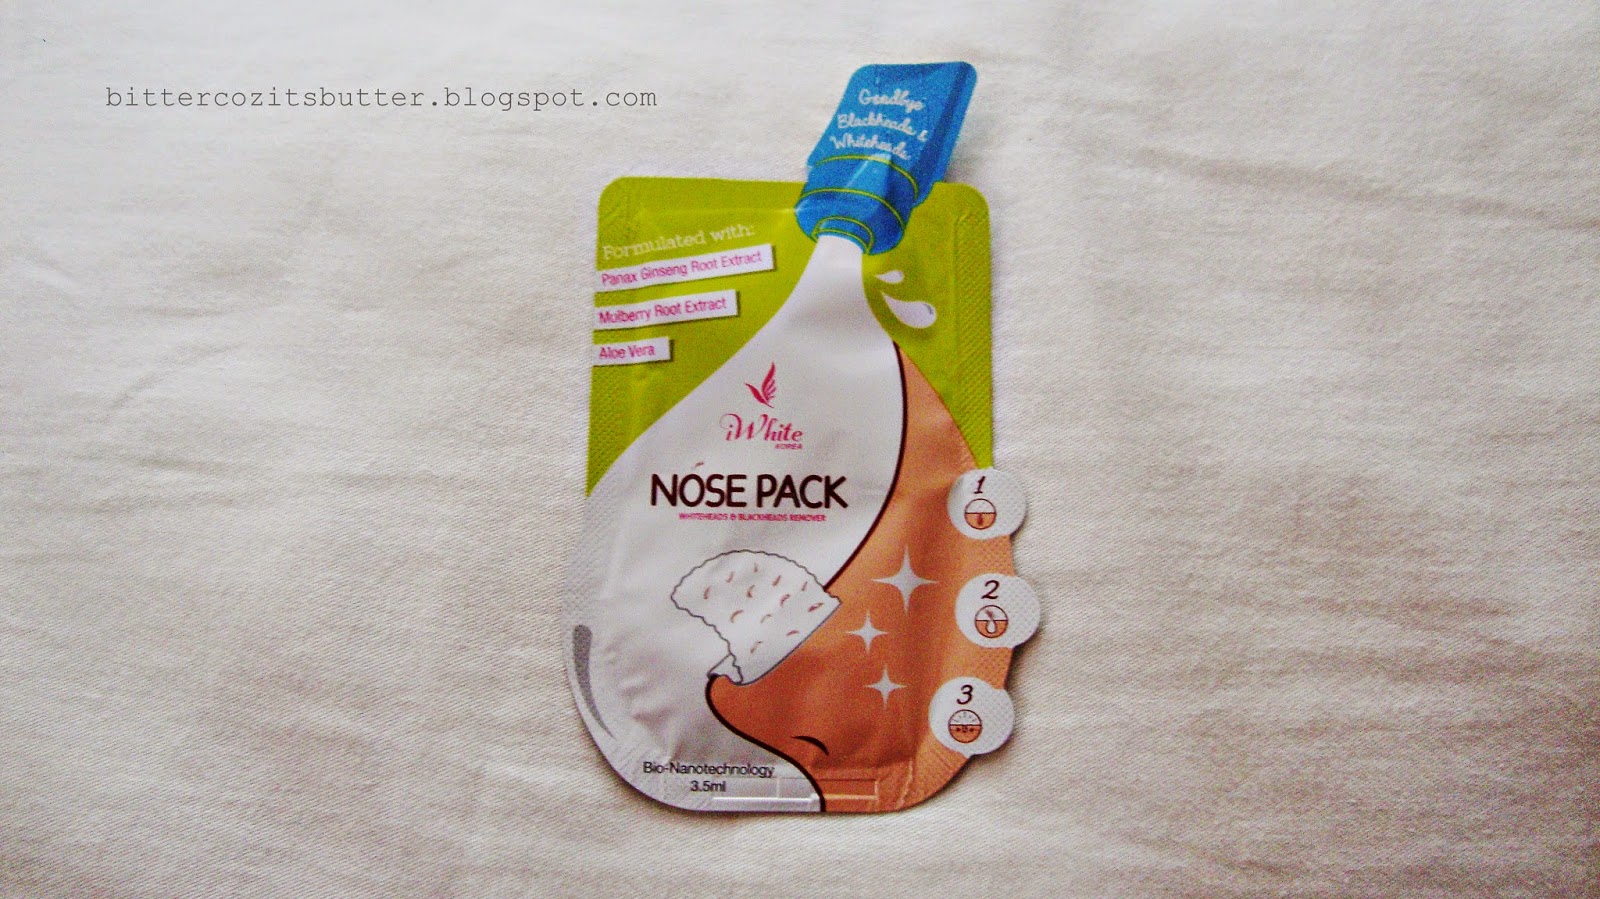 bittercozitsbutter.blogspot.com
Goodbye
Blackheads &
Whiteheads
Formulated with:
Panax Ginseng Root Extract
Mulberry Root Extract
Aloe Vera
iWhite
KOREA
NOSE PACK
WHITEHEADS & BLACKHEADS REMOVER
1
2
3
Bio-Nanotechnology
3.5ml